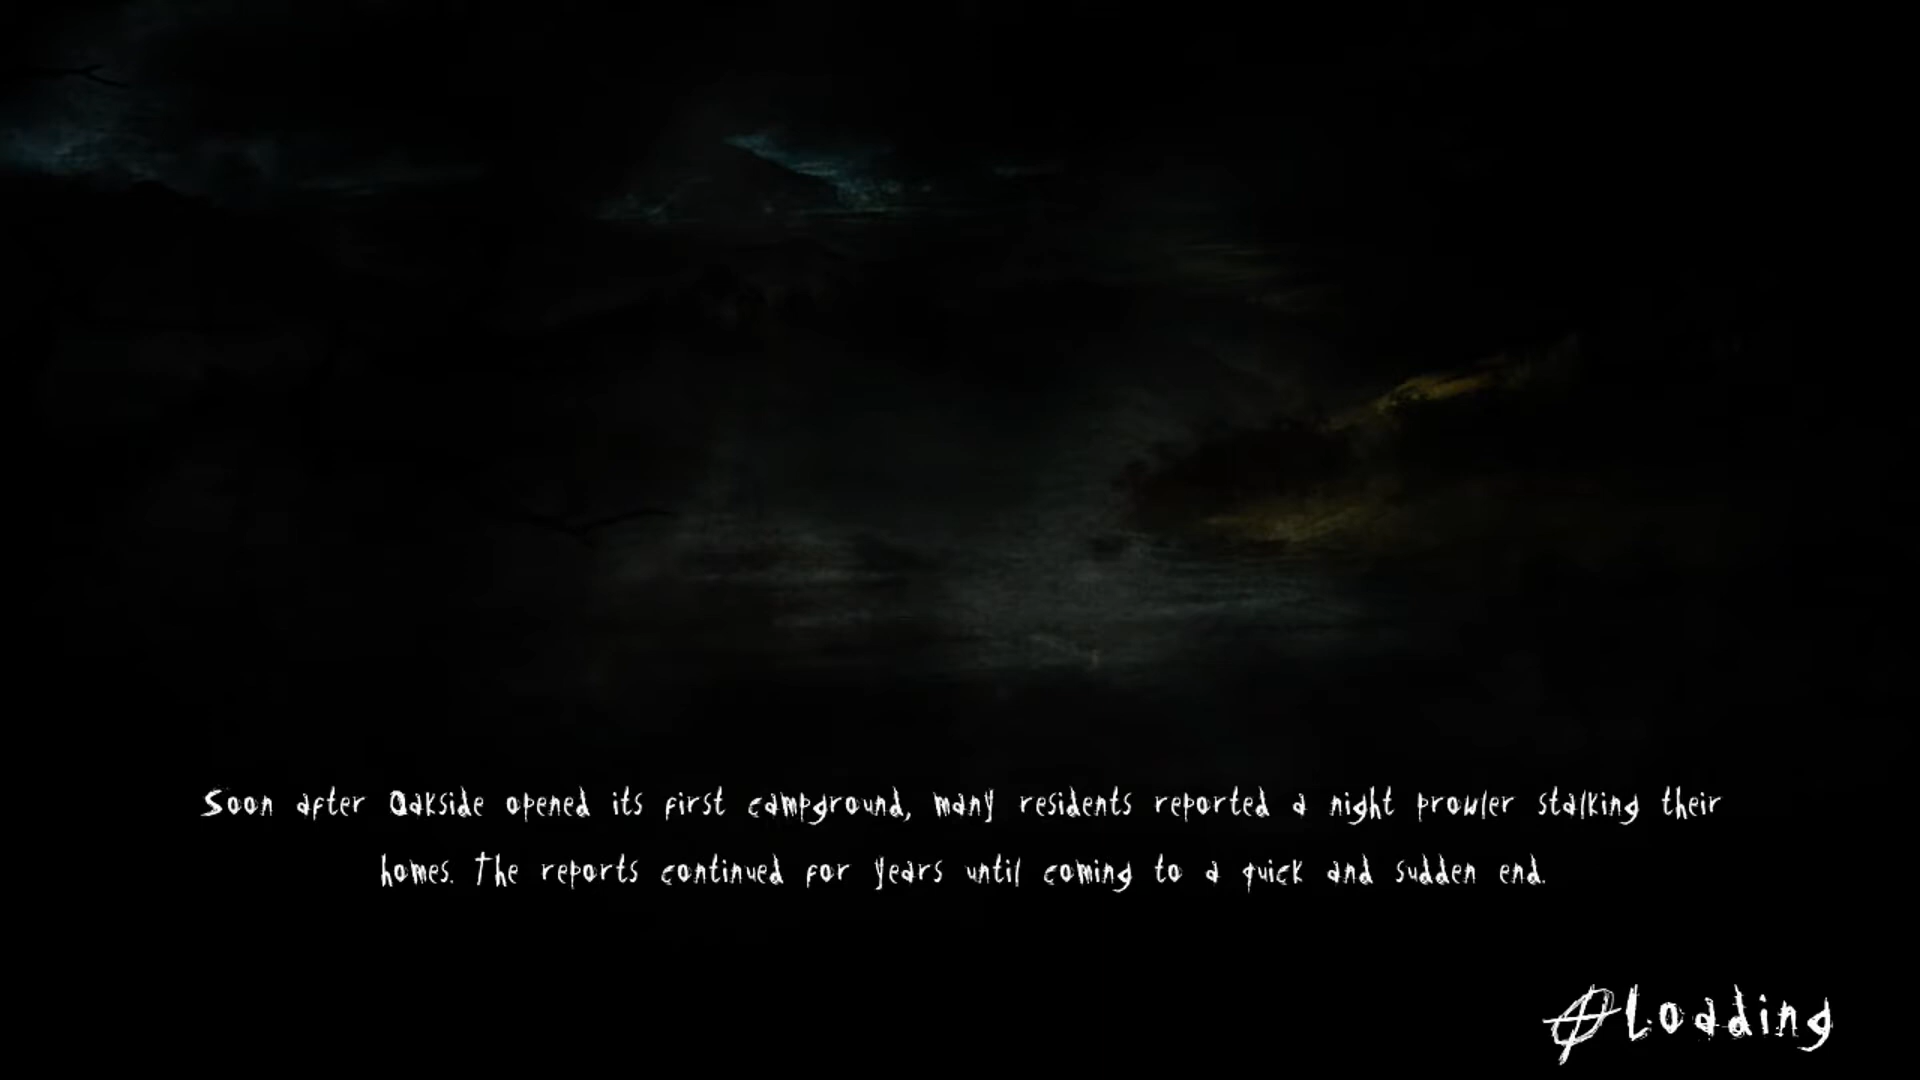 Soon after Oakside opened its first campground, many residents reported a night prowler stalking their
homes. The reports continued for years until coming to a quick and sudden end.
Loading